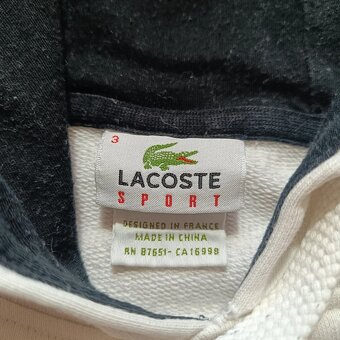 3
LACOSTE
SPORT
DESIGNED IN FRANCE
MADE IN CHINA
RN 87651-CA16998